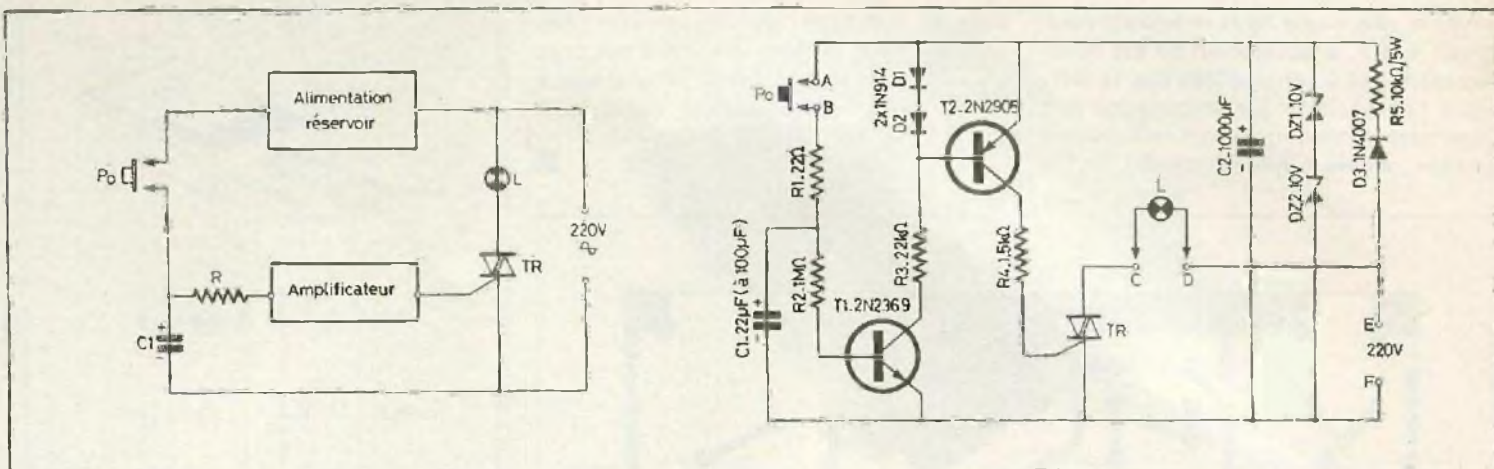 Alimentation
réservoir
Po
L
220V
TR
R
Amplificateur
C1
+
-
Po
A
B
R1.22Ω
C1.22µF(à 100µF)
+
-
R2.1MΩ
T1.2N2369
2x1N914
D1
D2
T2.2N2905
R3.22kΩ
R4.1,5kΩ
TR
L
C
D
C2-1000µF
+
-
DZ1.10V
DZ2.10V
R5.10kΩ/5W
D3.1N4007
E
220V
F